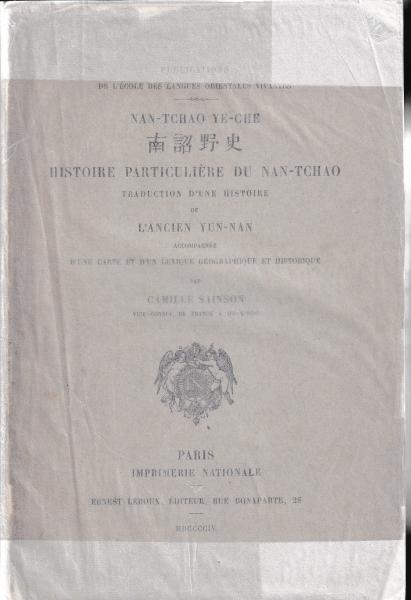 PUBLICATIONS
DE L'ÉCOLE DES LANGUES ORIENTALES VIVANTES
NAN-TCHAO YE-CHE
南詔野史
HISTOIRE PARTICULIÈRE DU NAN-TCHAO
TRADUCTION D'UNE HISTOIRE
DE
L'ANCIEN YUN-NAN
ACCOMPAGNÉE
D'UNE CARTE ET D'UN LEXIQUE GÉOGRAPHIQUE ET HISTORIQUE
PAR
CAMILLE SAINSON
VICE-CONSUL DE FRANCE À
PARIS
IMPRIMERIE NATIONALE
ERNEST LEROUX, ÉDITEUR, RUE BONAPARTE, 28
MDCCCCIV